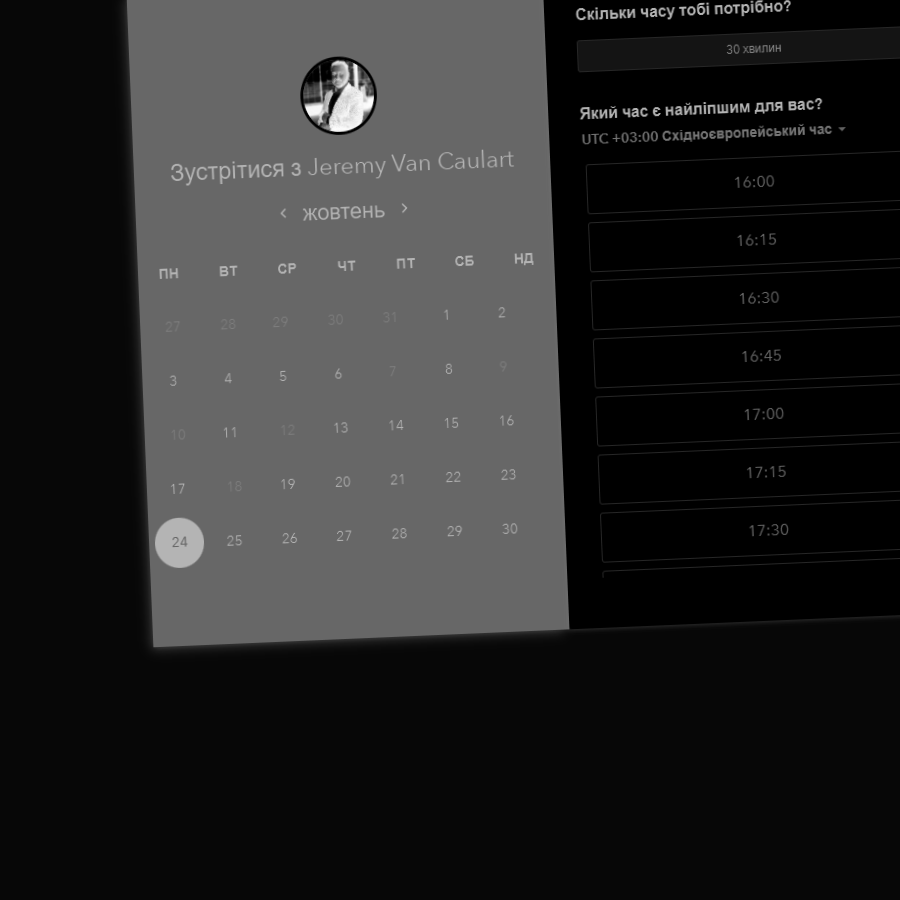 Зустрітися з Jeremy Van Caulart
‹ жовтень ›
ПН ВТ СР ЧТ ПТ СБ НД
27 28 29 30 31 1 2
3 4 5 6 7 8 9
10 11 12 13 14 15 16
17 18 19 20 21 22 23
24 25 26 27 28 29 30
Скільки часу тобі потрібно?
30 хвилин
Який час є найліпшим для вас?
UTC +03:00 Східноєвропейський час
16:00
16:15
16:30
16:45
17:00
17:15
17:30